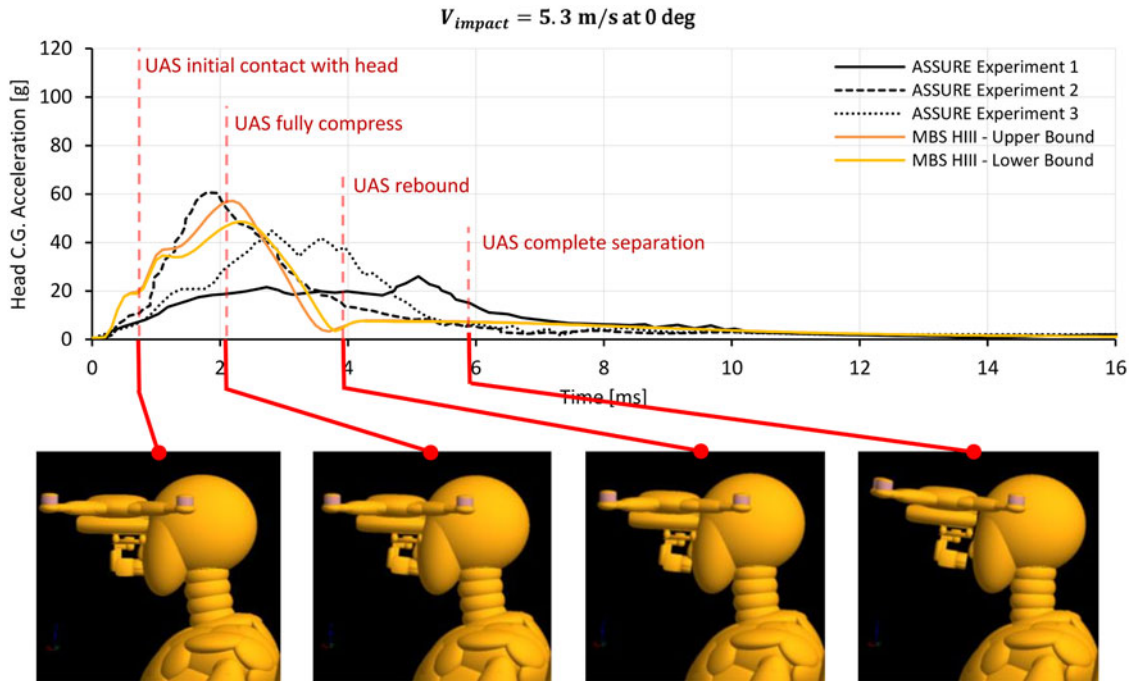 V_impact = 5.3 m/s at 0 deg
120
100
80
60
40
20
0
Head C.G. Acceleration [g]
UAS initial contact with head
UAS fully compress
UAS rebound
UAS complete separation
ASSURE Experiment 1
ASSURE Experiment 2
ASSURE Experiment 3
MBS HIII - Upper Bound
MBS HIII - Lower Bound
0 2 4 6 8 10 12 14 16
Time [ms]